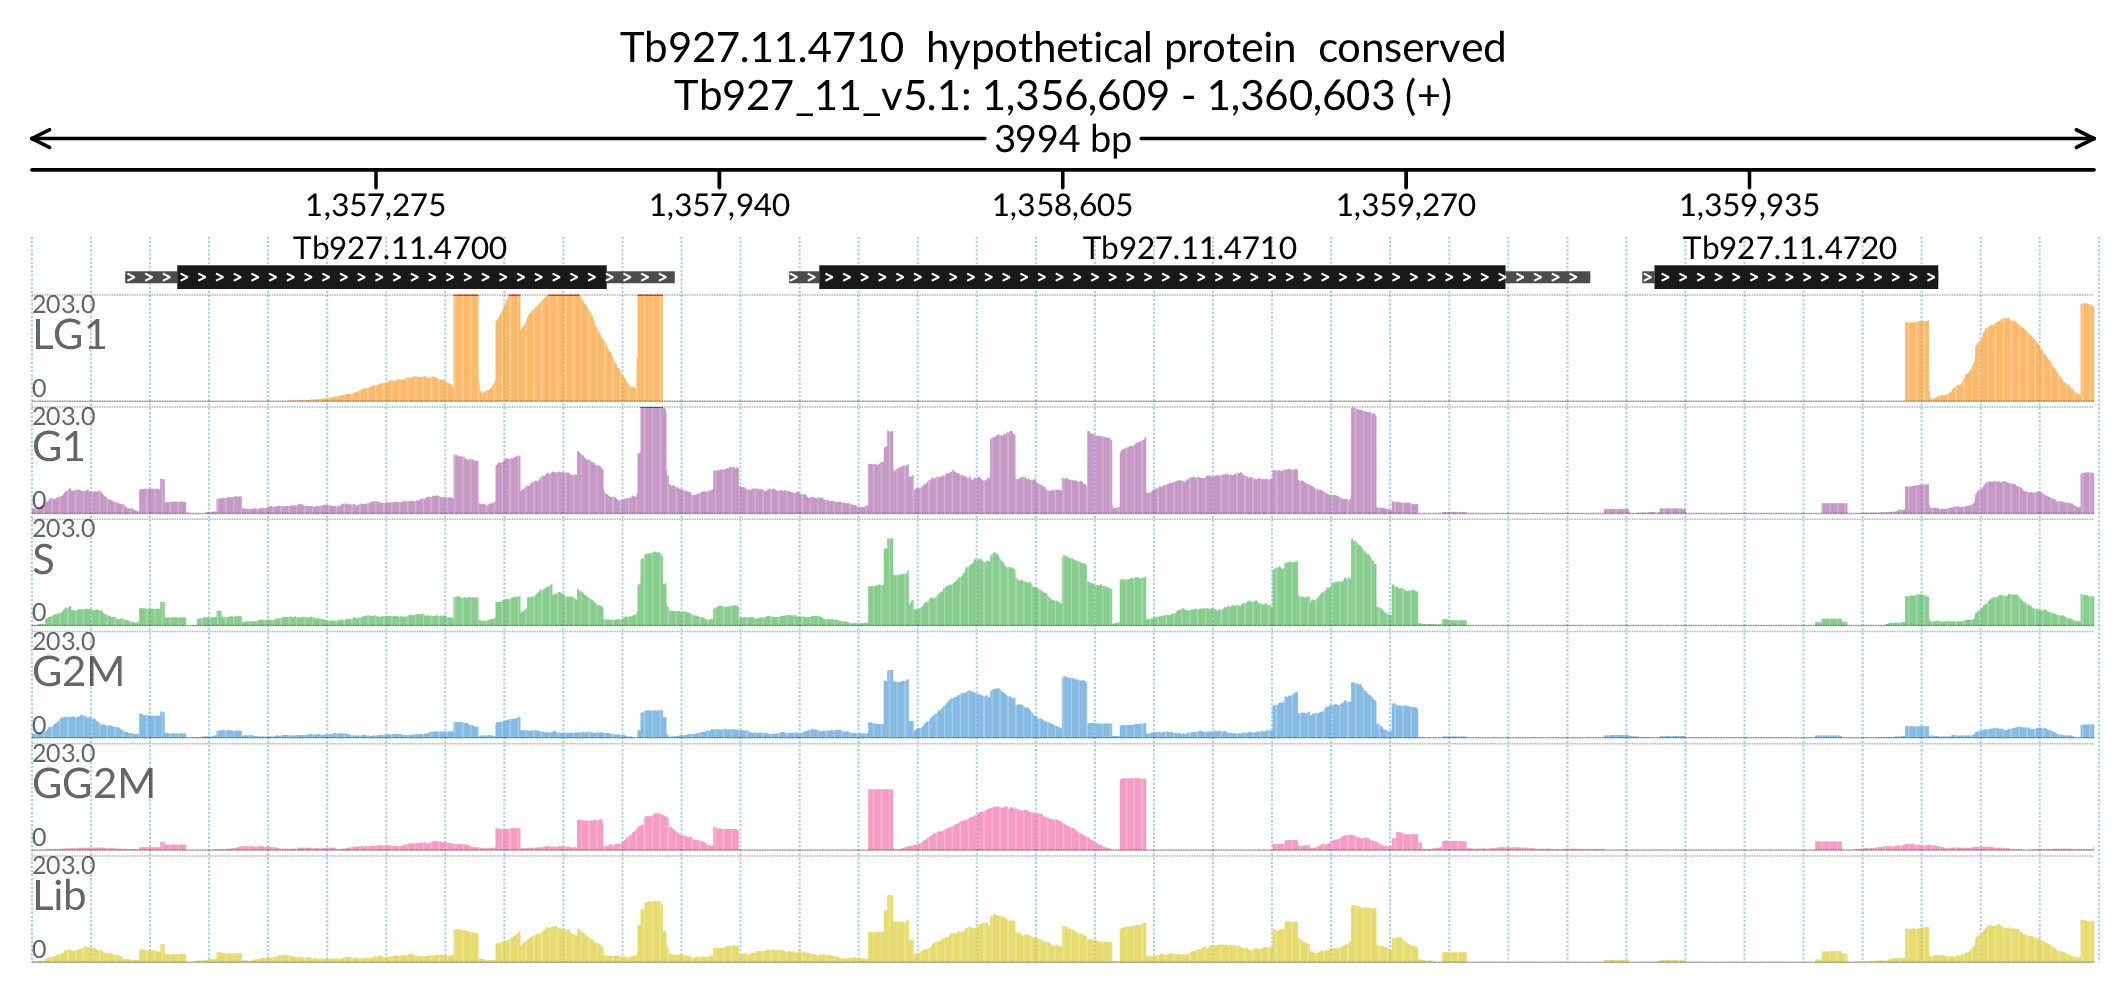 Tb927.11.4710  hypothetical protein  conserved
Tb927_11_v5.1: 1,356,609 - 1,360,603 (+)
3994 bp
1,357,275 1,357,940 1,358,605 1,359,270 1,359,935
Tb927.11.4700 Tb927.11.4710 Tb927.11.4720
203.0
LG1
0
203.0
G1
0
203.0
S
0
203.0
G2M
0
203.0
GG2M
0
203.0
Lib
0